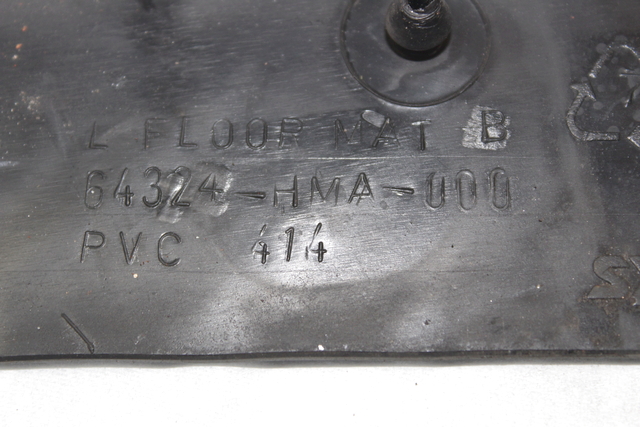 L FLOOR MAT B
64324-HMA-000
PVC 414